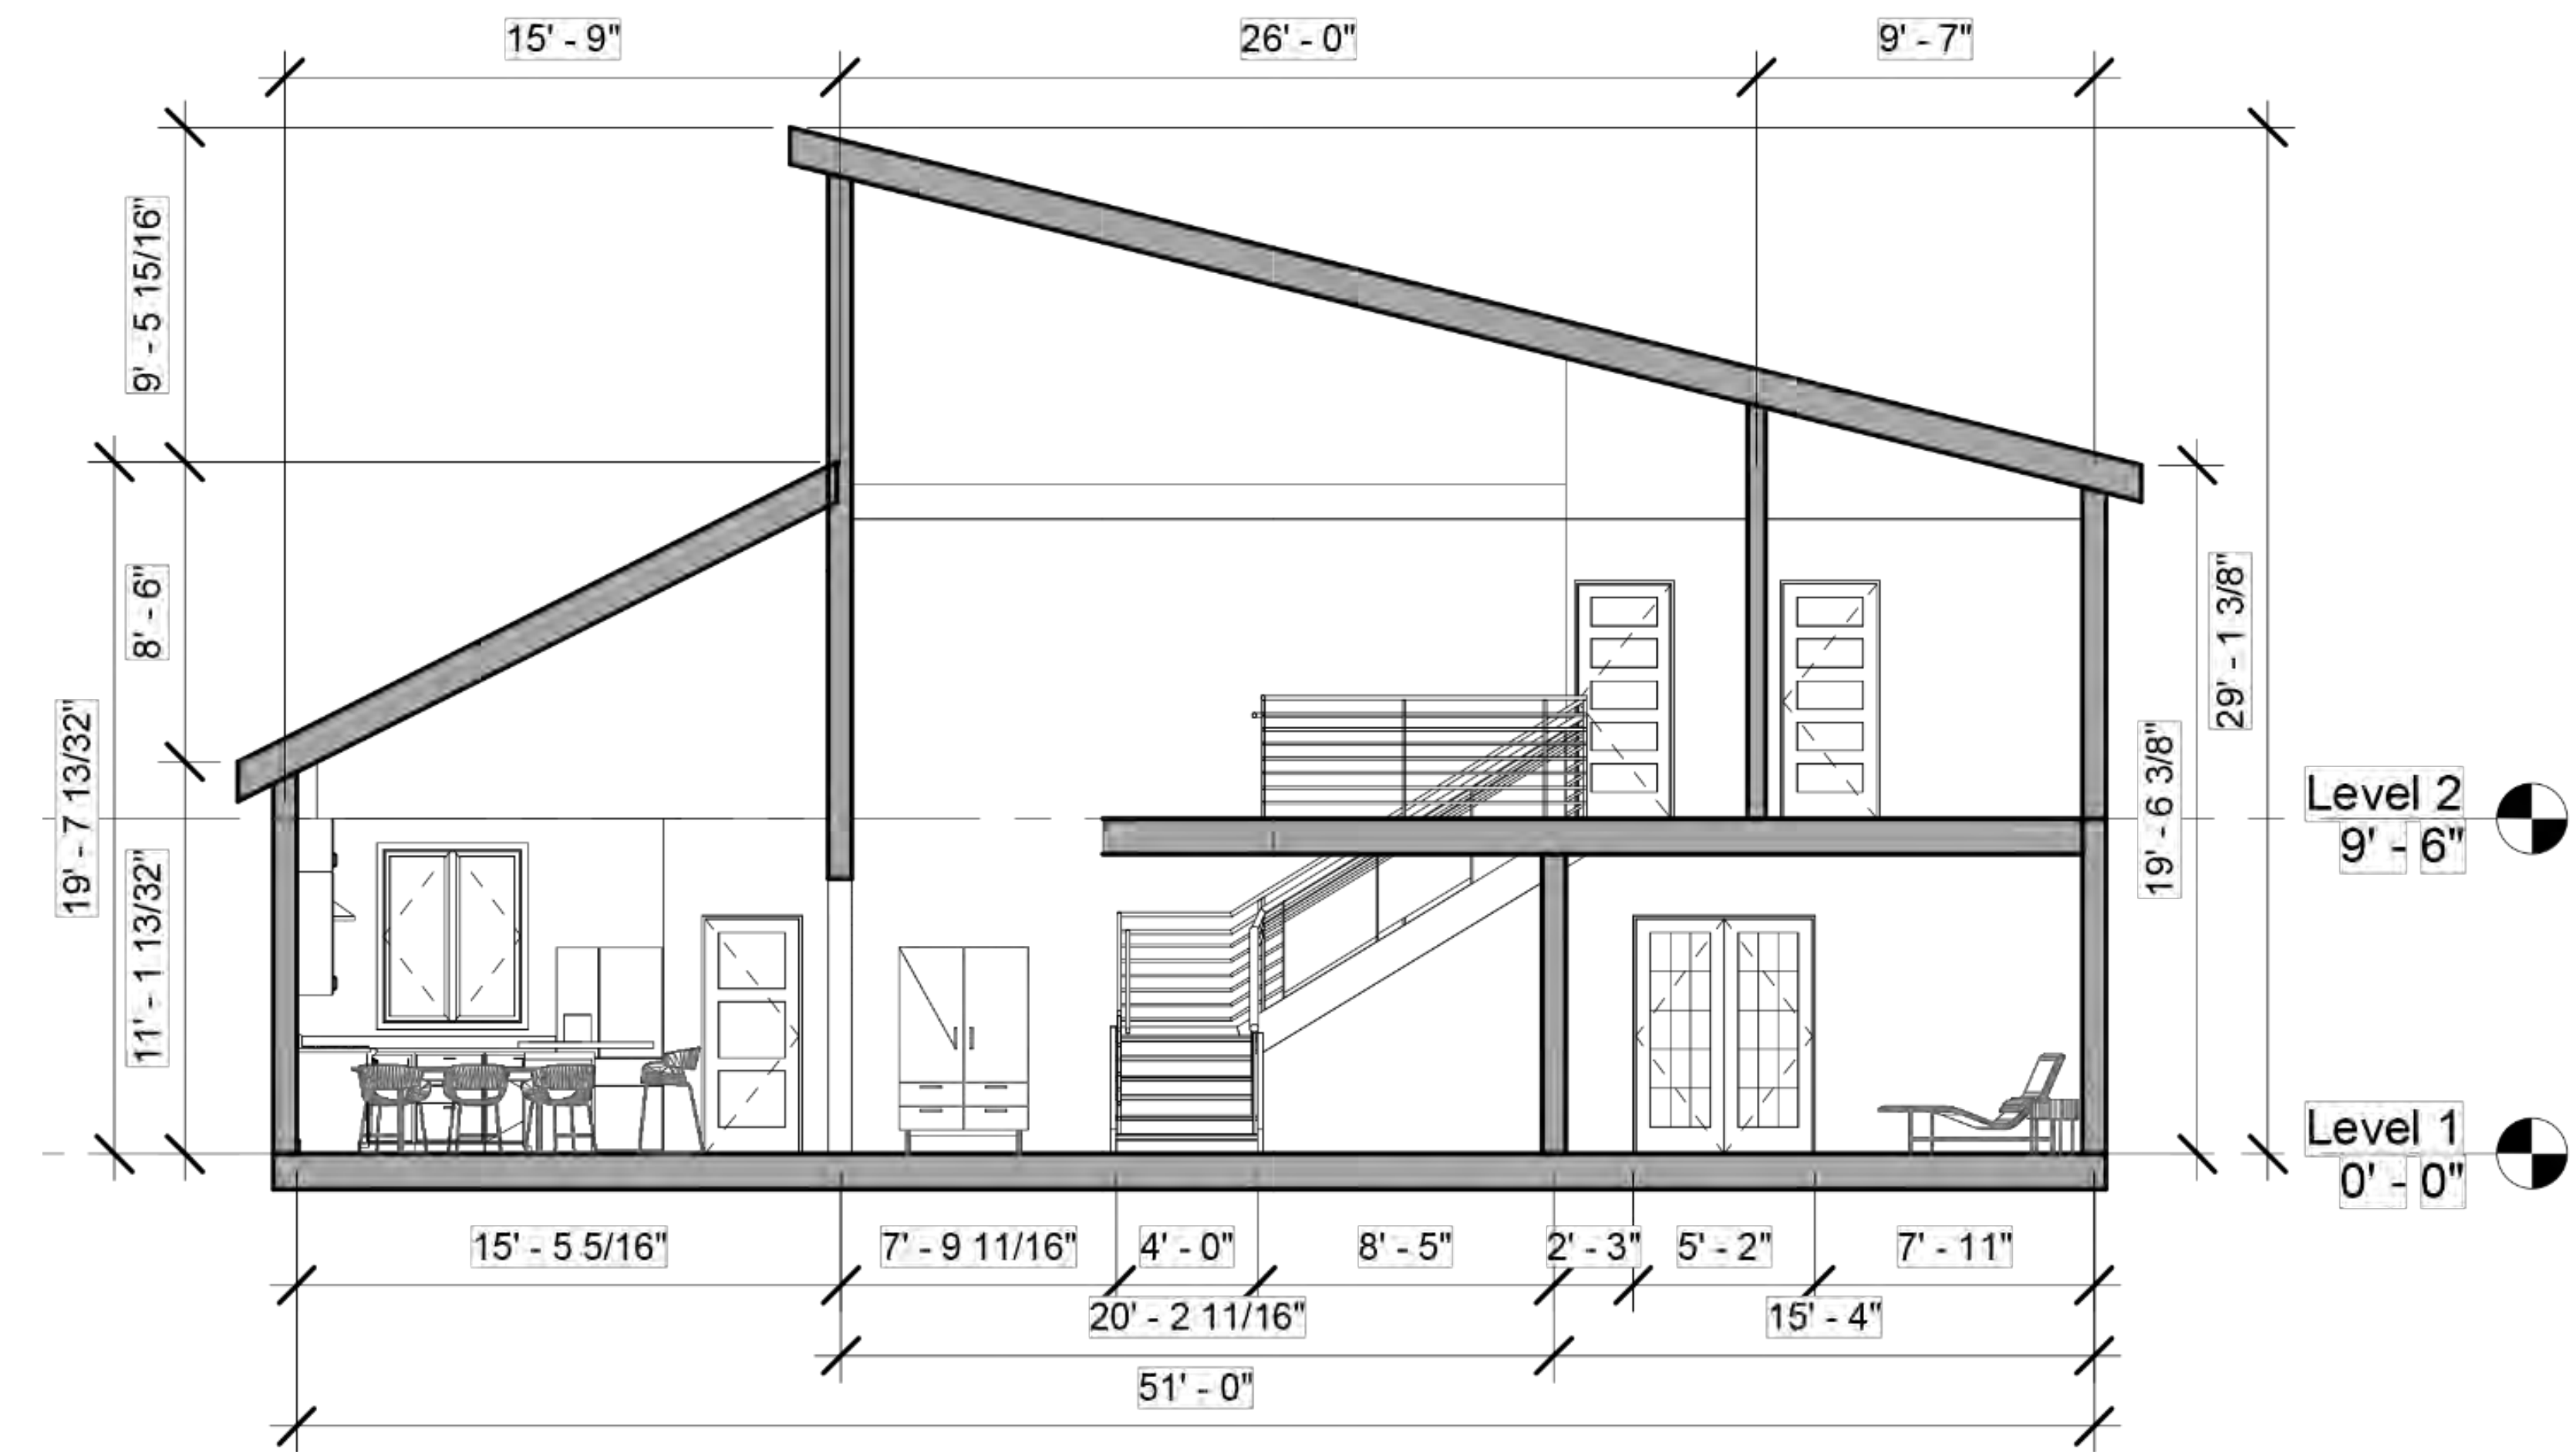 15' - 9"
26' - 0"
9' - 7"
9' - 5 15/16"
8' - 6"
19' - 7 13/32"
11' - 1 13/32"
29' - 1 3/8"
19' - 6 3/8"
Level 2
9' - 6"
Level 1
0' - 0"
15' - 5 5/16"
7' - 9 11/16"
4' - 0"
8' - 5"
2' - 3"
5' - 2"
7' - 11"
20' - 2 11/16"
15' - 4"
51' - 0"